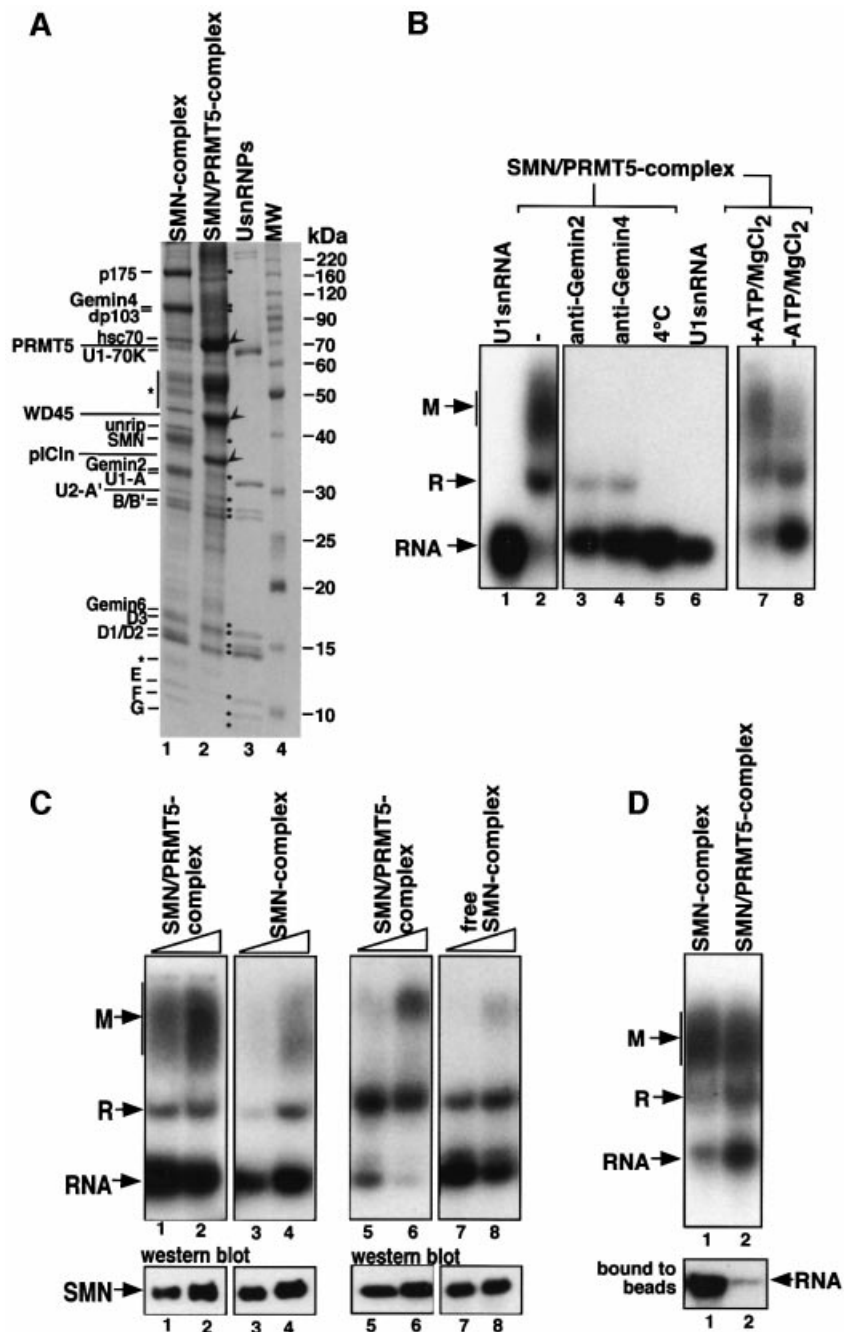 A
SMN-complex
SMN/PRMT5-complex
UsnRNPs
MW
kDa
p175
Gemin4
dp103
hsc70
PRMT5
U1-70K
*
WD45
unrip
SMN
pICln
Gemin2
U1-A
U2-A'
B/B'
Gemin6
D3
D1/D2
*
E
F
G
220
160
120
90
70
60
50
40
30
25
20
15
10
1 2 3 4
B
SMN/PRMT5-complex
U1snRNA
-
anti-Gemin2
anti-Gemin4
4°C
U1snRNA
+ATP/MgCl2
-ATP/MgCl2
M
R
RNA
1 2 3 4 5 6 7 8
C
SMN/PRMT5-
complex
SMN-complex
SMN/PRMT5-
complex
free
SMN-complex
M
R
RNA
1 2 3 4 5 6 7 8
western blot
western blot
SMN
1 2 3 4 5 6 7 8
D
SMN-complex
SMN/PRMT5-complex
M
R
RNA
1 2
bound to
beads
RNA
1 2